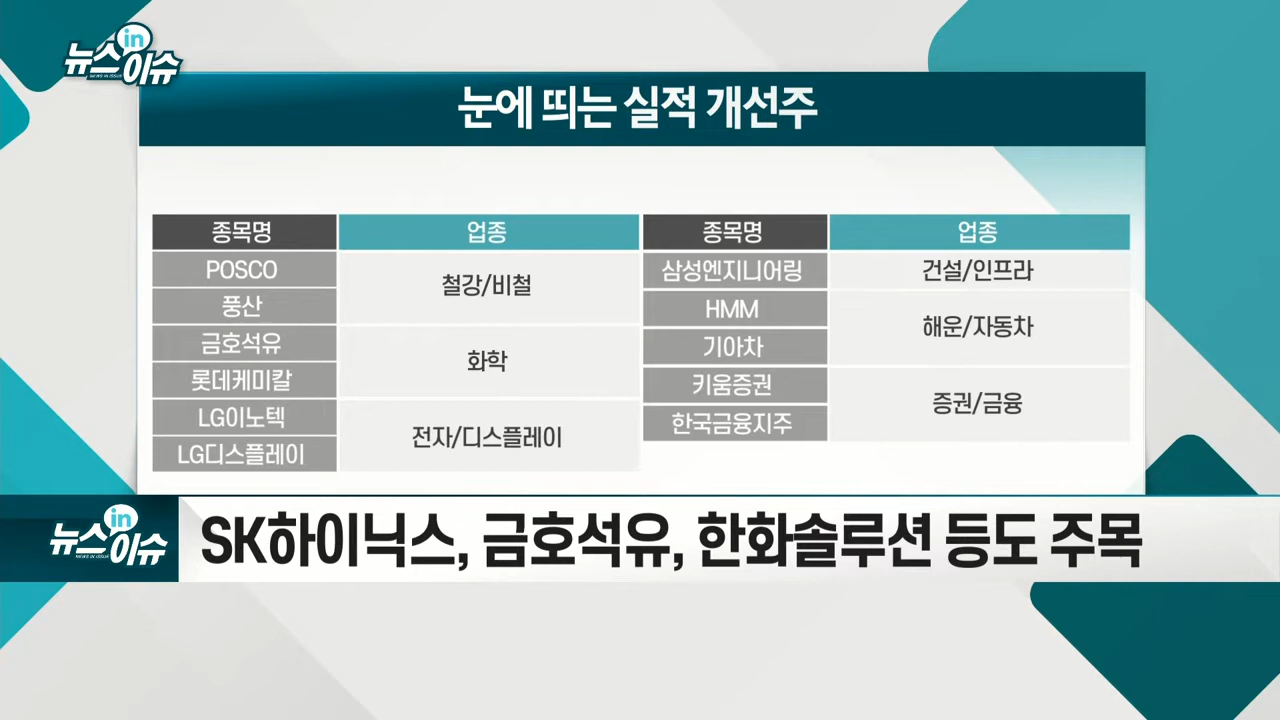 뉴스in이슈
NEWS IN ISSUE
눈에 띄는 실적 개선주
종목명 업종 종목명 업종
POSCO 철강/비철 삼성엔지니어링 건설/인프라
풍산 HMM 해운/자동차
금호석유 화학 기아차
롯데케미칼 키움증권 증권/금융
LG이노텍 전자/디스플레이 한국금융지주
LG디스플레이
뉴스in이슈
NEWS IN ISSUE
SK하이닉스, 금호석유, 한화솔루션 등도 주목